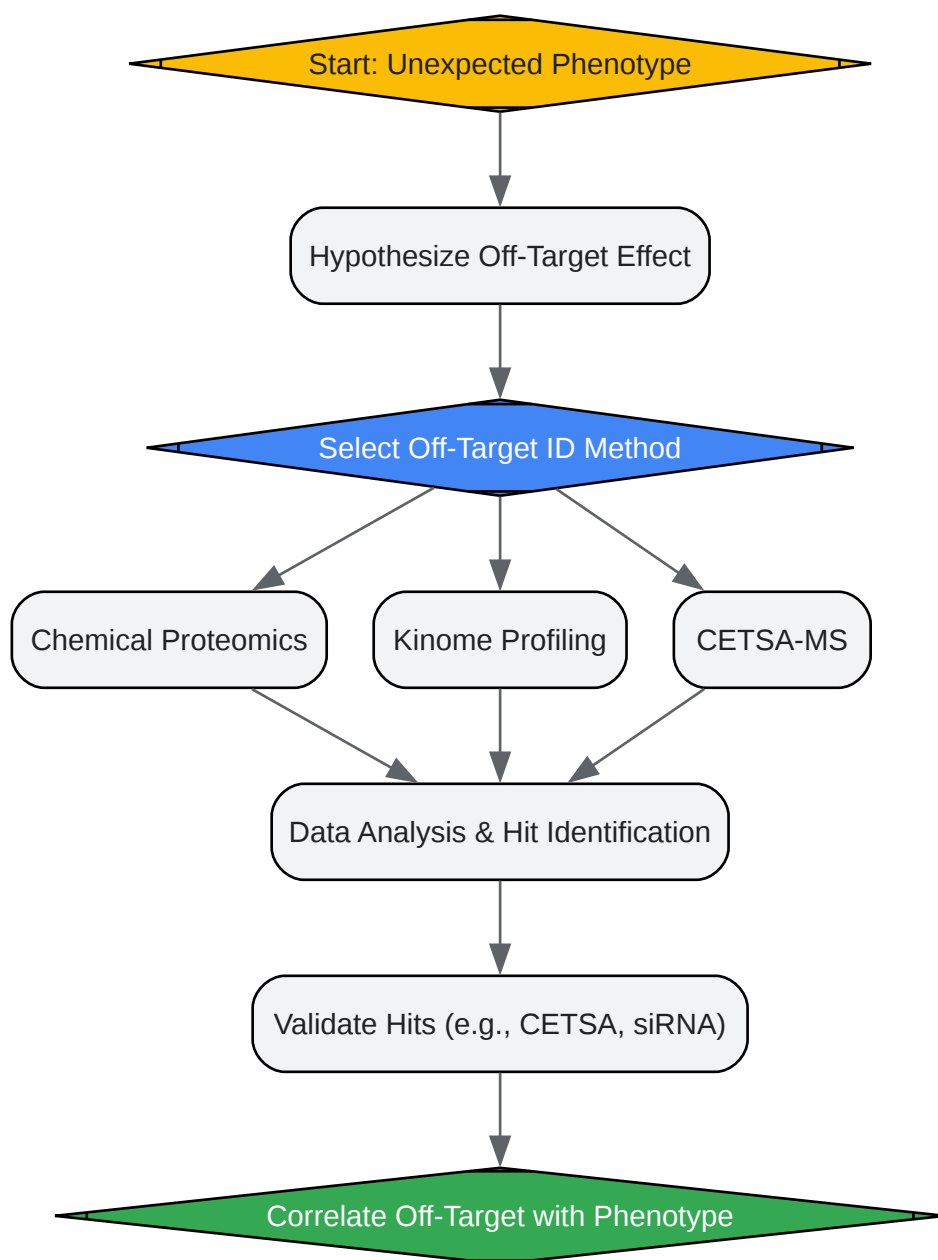 Start: Unexpected Phenotype
Hypothesize Off-Target Effect
Select Off-Target ID Method
Chemical Proteomics
Kinome Profiling
CETSA-MS
Data Analysis & Hit Identification
Validate Hits (e.g., CETSA, siRNA)
Correlate Off-Target with Phenotype